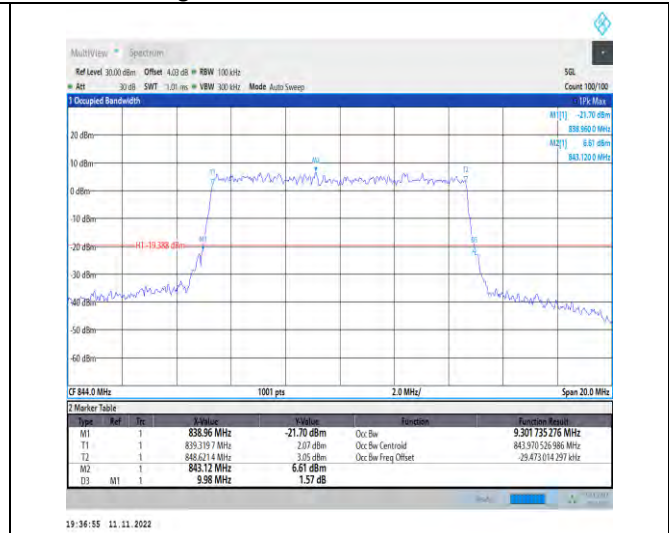 MultiView Spectrum
Ref Level 30.00 dBm Offset 4.03 dB RBW 100 kHz SGL
Att 30 dB SWT 1.01 ms VBW 300 kHz Mode Auto Sweep Count 100/100
1 Occupied Bandwidth 1Pk Max
M1[1] -21.70 dBm
838.960 0 MHz
M2[1] 6.61 dBm
843.120 0 MHz
20 dBm
10 dBm
T1 M2 T2
0 dBm
-10 dBm
M1
-20 dBm H1 -19.388 dBm
-30 dBm
-40 dBm
-50 dBm
-60 dBm
CF 844.0 MHz 1001 pts 2.0 MHz/ Span 20.0 MHz
2 Marker Table
Type Ref Trc X-Value Y-Value Function Function Result
M1 1 838.96 MHz -21.70 dBm Occ Bw 9.301 735 276 MHz
T1 1 839.319 7 MHz 2.07 dBm Occ Bw Centroid 843.970 526 986 MHz
T2 1 848.621 4 MHz 3.05 dBm Occ Bw Freq Offset -29.473 014 297 kHz
M2 1 843.12 MHz 6.61 dBm
D3 M1 1 9.98 MHz 1.57 dB
19:36:55 11.11.2022